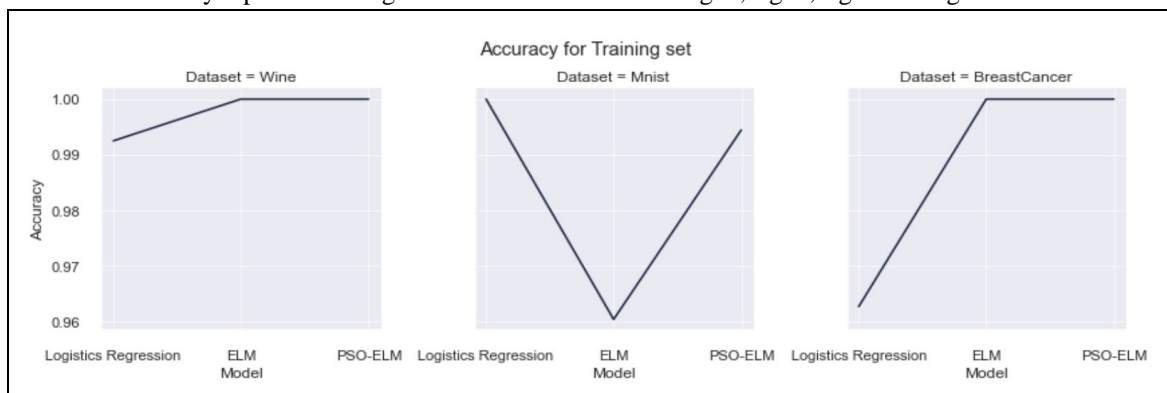 Accuracy for Training set
Dataset = Wine
Dataset = Mnist
Dataset = BreastCancer
Accuracy
1.00
0.99
0.98
0.97
0.96
Logistics Regression ELM PSO-ELM
Model
Logistics Regression ELM PSO-ELM
Model
Logistics Regression ELM PSO-ELM
Model